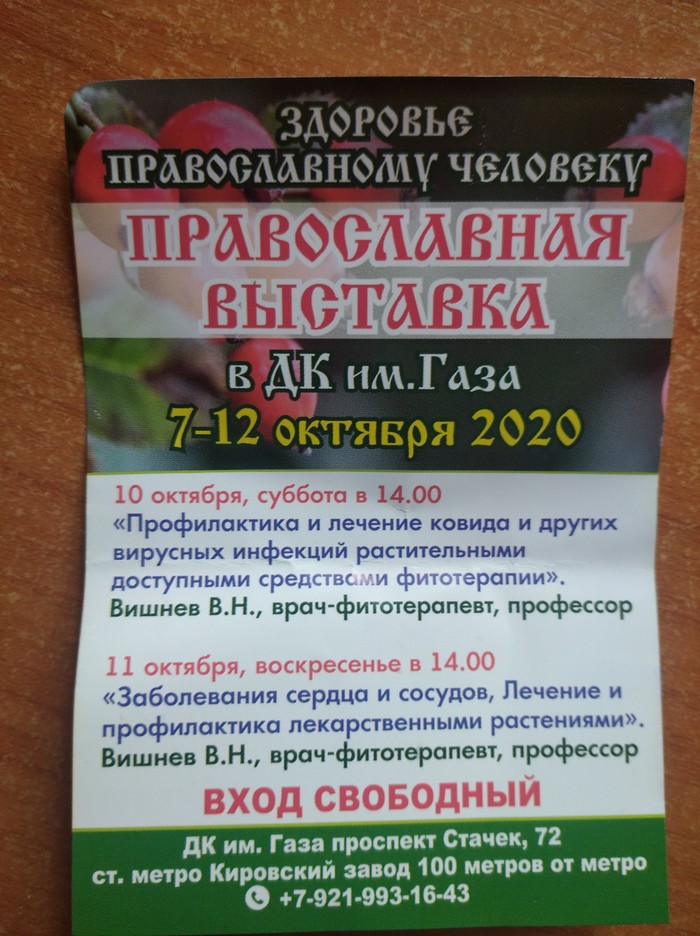 ЗДОРОВЬЕ
ПРАВОСЛАВНОМУ ЧЕЛОВЕКУ
ПРАВОСЛАВНАЯ
ВЫСТАВКА
в ДК им.Газа
7-12 октября 2020
10 октября, суббота в 14.00
«Профилактика и лечение ковида и других
вирусных инфекций растительными
доступными средствами фитотерапии».
Вишнев В.Н., врач-фитотерапевт, профессор
11 октября, воскресенье в 14.00
«Заболевания сердца и сосудов, Лечение и
профилактика лекарственными растениями».
Вишнев В.Н., врач-фитотерапевт, профессор
ВХОД СВОБОДНЫЙ
ДК им. Газа проспект Стачек, 72
ст. метро Кировский завод 100 метров от метро
+7-921-993-16-43